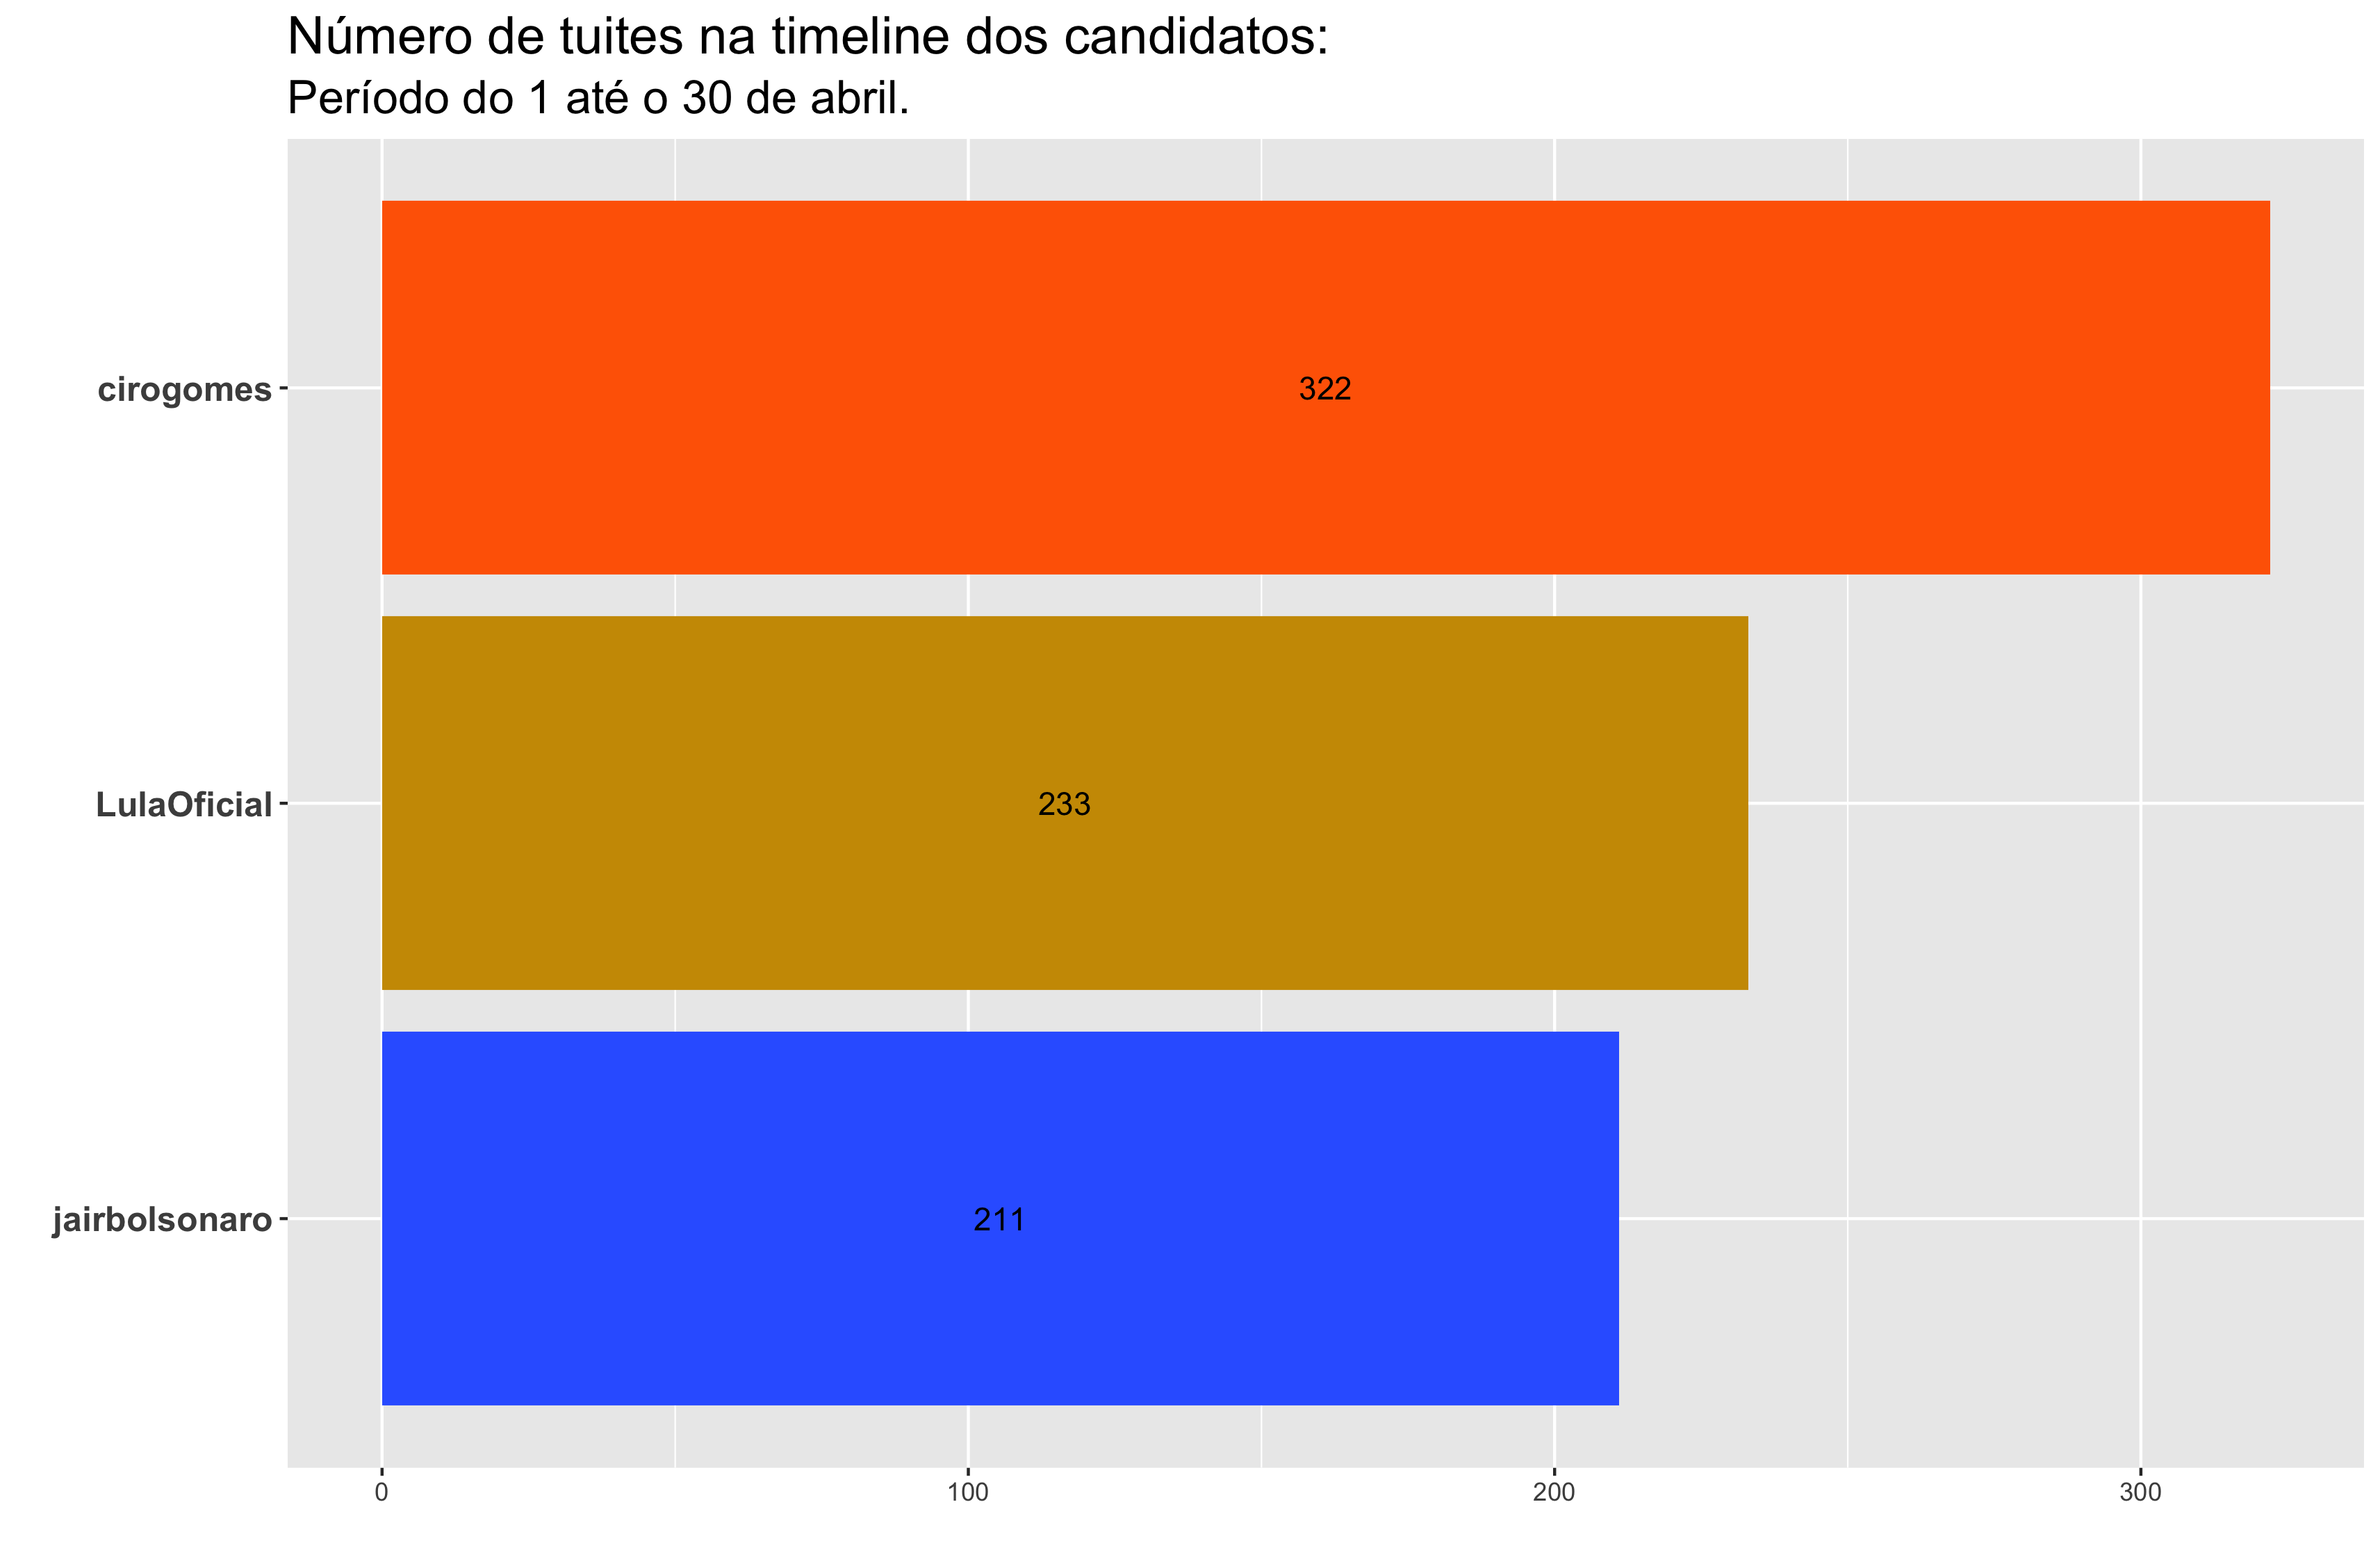 Número de tuites na timeline dos candidatos:
Período do 1 até o 30 de abril.
cirogomes
322
LulaOficial
233
jairbolsonaro
211
0 100 200 300